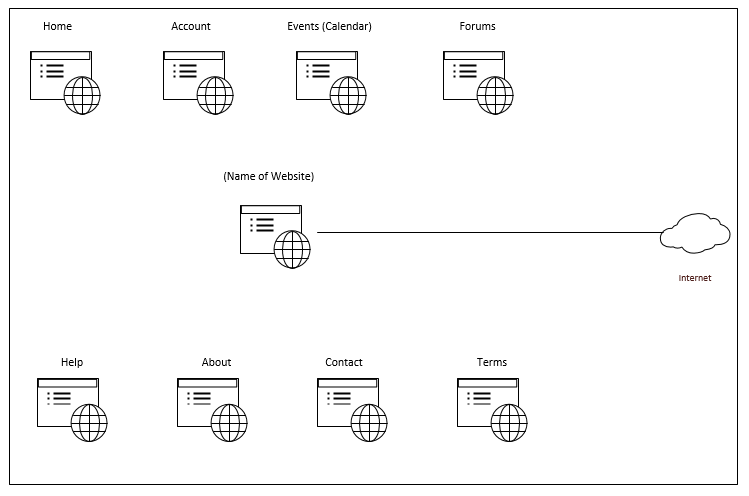 Home
Account
Events (Calendar)
Forums
(Name of Website)
Internet
Help
About
Contact
Terms